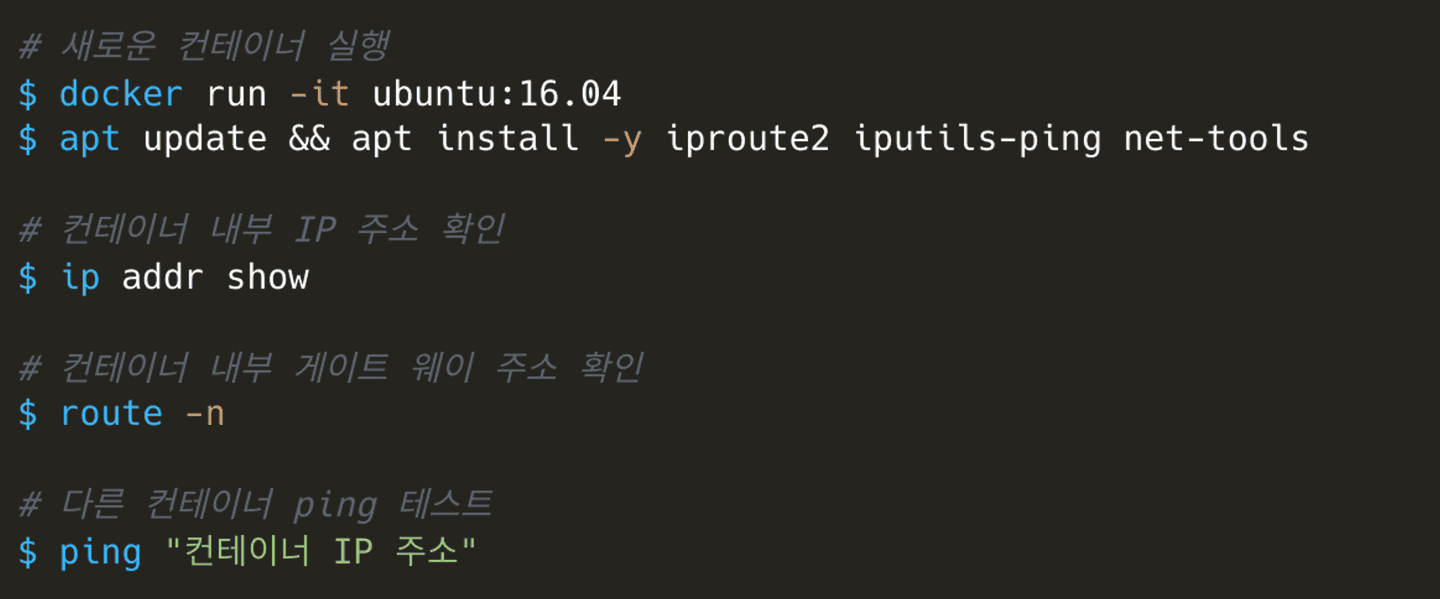 # 새로운 컨테이너 실행
$ docker run -it ubuntu:16.04
$ apt update && apt install -y iproute2 iputils-ping net-tools
# 컨테이너 내부 IP 주소 확인
$ ip addr show
# 컨테이너 내부 게이트 웨이 주소 확인
$ route -n
# 다른 컨테이너 ping 테스트
$ ping "컨테이너 IP 주소"